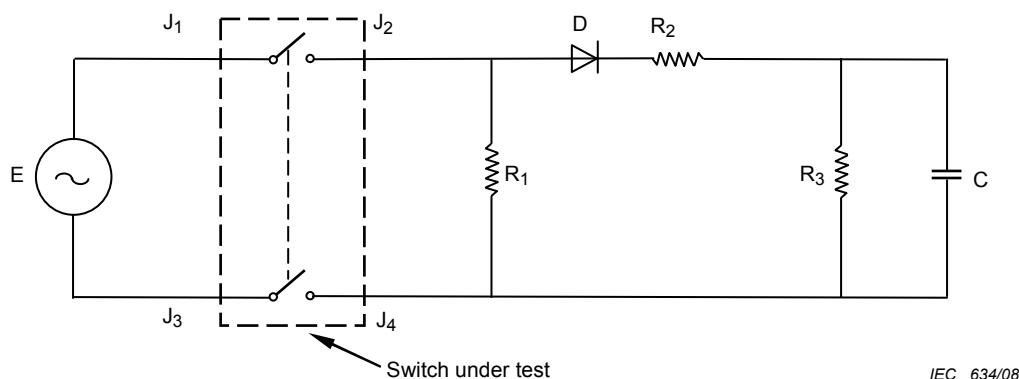 J1
J2
D
R2
E
R1
R3
C
J3
J4
Switch under test
IEC 634/08